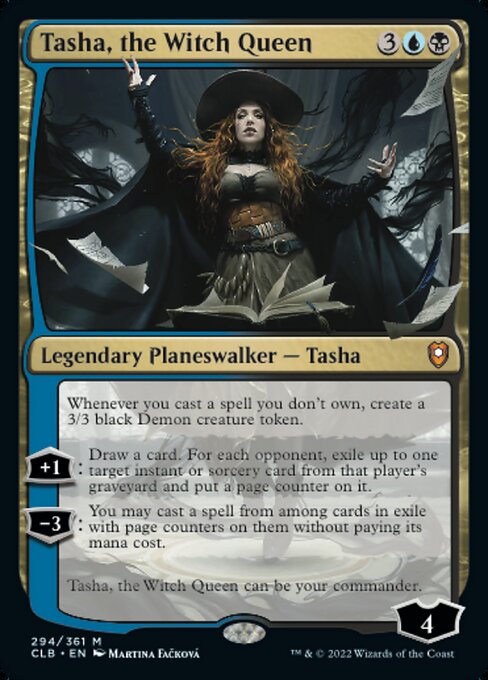 Tasha, the Witch Queen 3
Legendary Planeswalker — Tasha
Whenever you cast a spell you don't own, create a
3/3 black Demon creature token.
+1: Draw a card. For each opponent, exile up to one
target instant or sorcery card from that player's
graveyard and put a page counter on it.
−3: You may cast a spell from among cards in exile
with page counters on them without paying its
mana cost.
Tasha, the Witch Queen can be your commander.
4
294/361 M
CLB • EN Martina Fačková
™ & © 2022 Wizards of the Coast